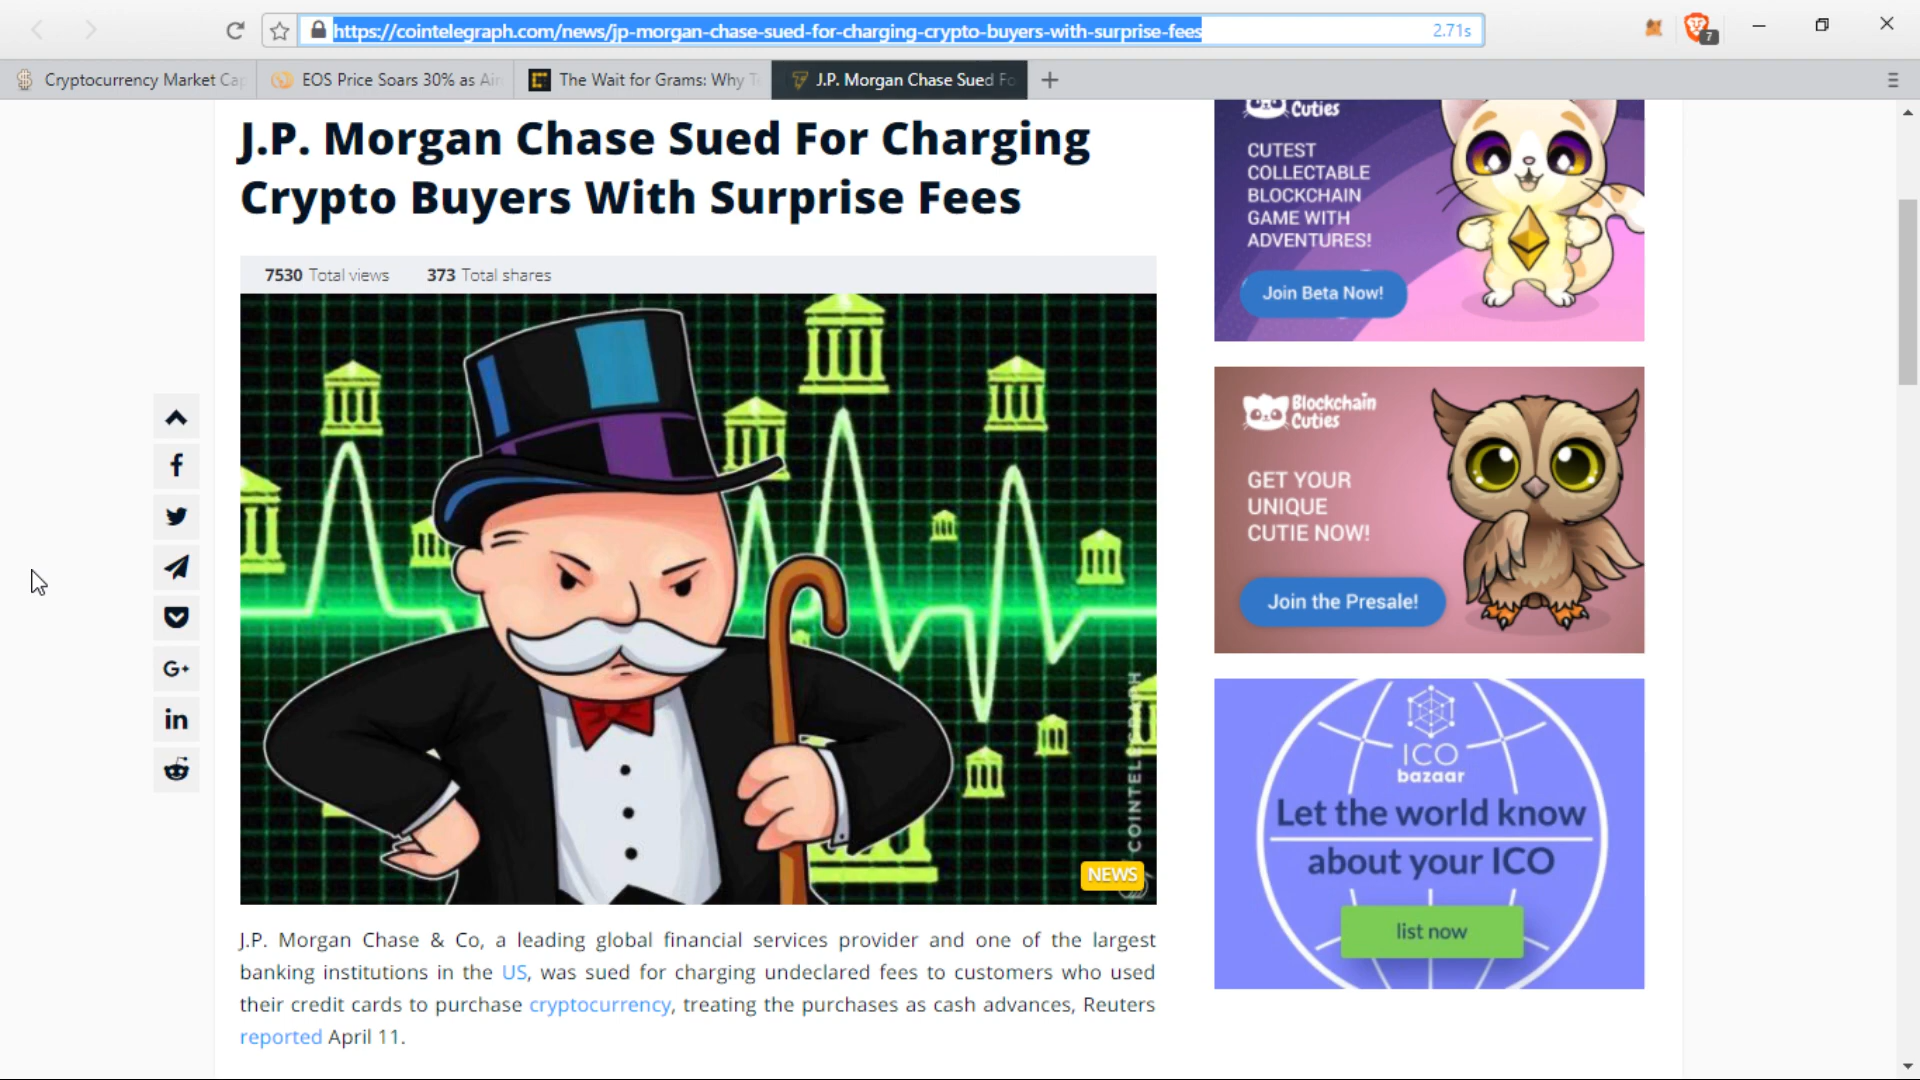 https://cointelegraph.com/news/jp-morgan-chase-sued-for-charging-crypto-buyers-with-surprise-fees
2.71s
7
Cryptocurrency Market Cap
EOS Price Soars 30% as Air
The Wait for Grams: Why T
J.P. Morgan Chase Sued Fo
J.P. Morgan Chase Sued For Charging
Crypto Buyers With Surprise Fees
7530 Total views 373 Total shares
COINTELEGRAPH
NEWS
J.P. Morgan Chase & Co, a leading global financial services provider and one of the largest
banking institutions in the US, was sued for charging undeclared fees to customers who used
their credit cards to purchase cryptocurrency, treating the purchases as cash advances, Reuters
reported April 11.
G+
in
Cuties
CUTEST
COLLECTABLE
BLOCKCHAIN
GAME WITH
ADVENTURES!
Join Beta Now!
Blockchain
Cuties
GET YOUR
UNIQUE
CUTIE NOW!
Join the Presale!
ICO
bazaar
Let the world know
about your ICO
list now